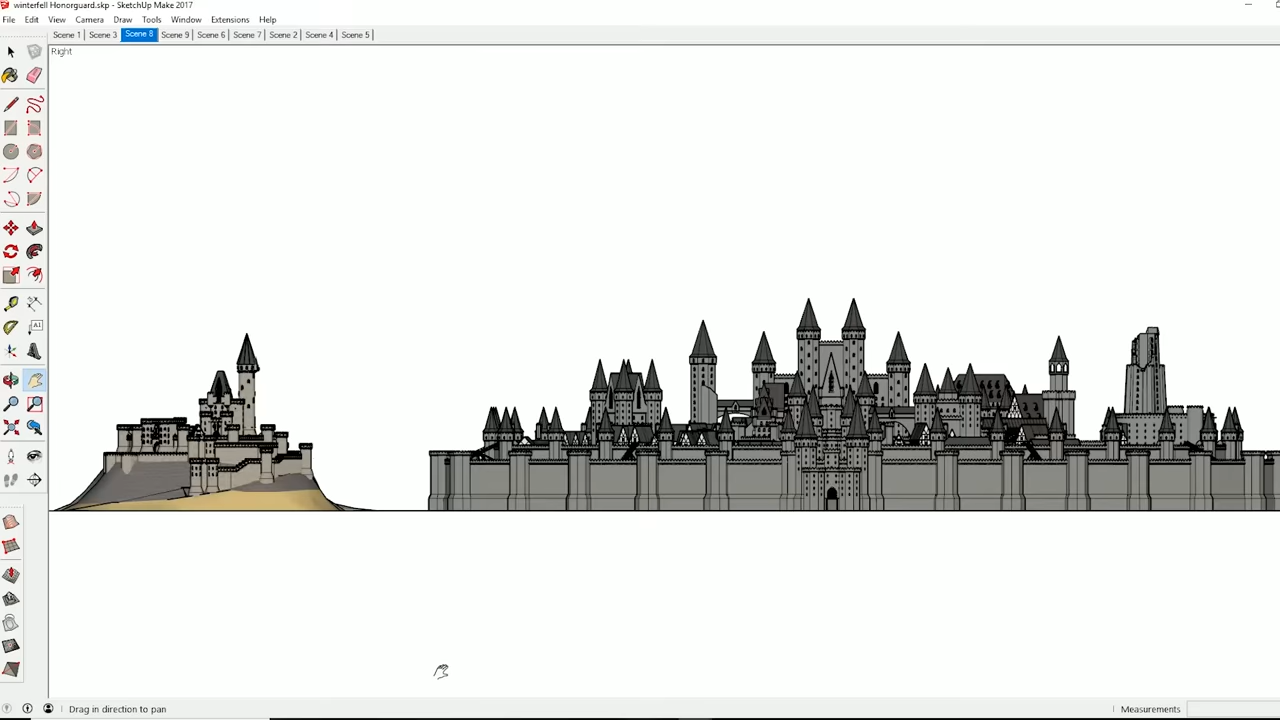 winterfell Honorguard.skp - SketchUp Make 2017
File Edit View Camera Draw Tools Window Extensions Help
Scene 1 Scene 3 Scene 8 Scene 9 Scene 6 Scene 7 Scene 2 Scene 4 Scene 5
Right
A1
Drag in direction to pan
Measurements